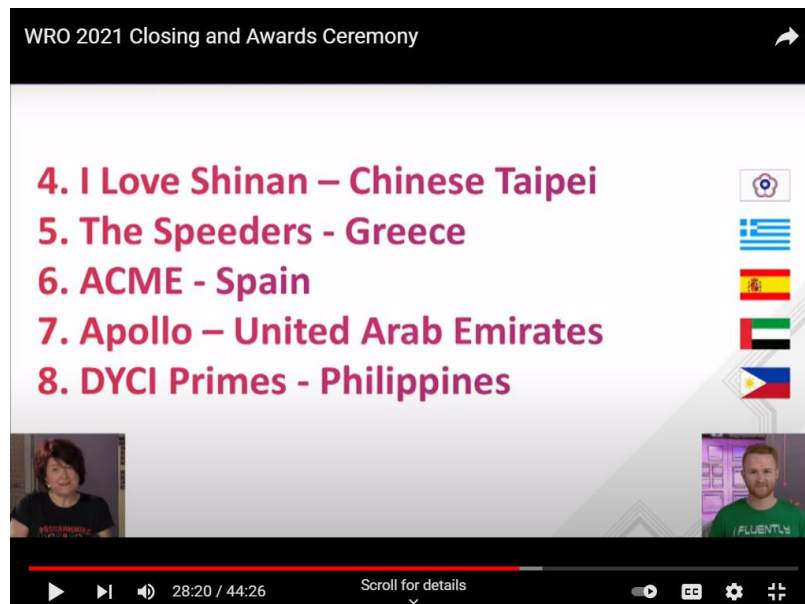 WRO 2021 Closing and Awards Ceremony
4. I Love Shinan – Chinese Taipei
5. The Speeders - Greece
6. ACME - Spain
7. Apollo – United Arab Emirates
8. DYCI Primes - Philippines
FLUENTLY
28:20 / 44:26
Scroll for details
CC